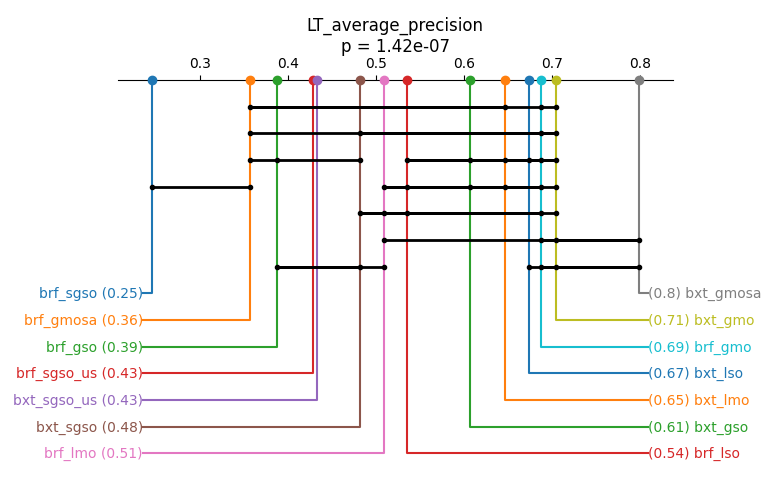 LT_average_precision
p = 1.42e-07
0.3 0.4 0.5 0.6 0.7 0.8
brf_sgso (0.25) (0.8) bxt_gmosa
brf_gmosa (0.36) (0.71) bxt_gmo
brf_gso (0.39) (0.69) brf_gmo
brf_sgso_us (0.43) (0.67) bxt_lso
bxt_sgso_us (0.43) (0.65) bxt_lmo
bxt_sgso (0.48) (0.61) bxt_gso
brf_lmo (0.51) (0.54) brf_lso